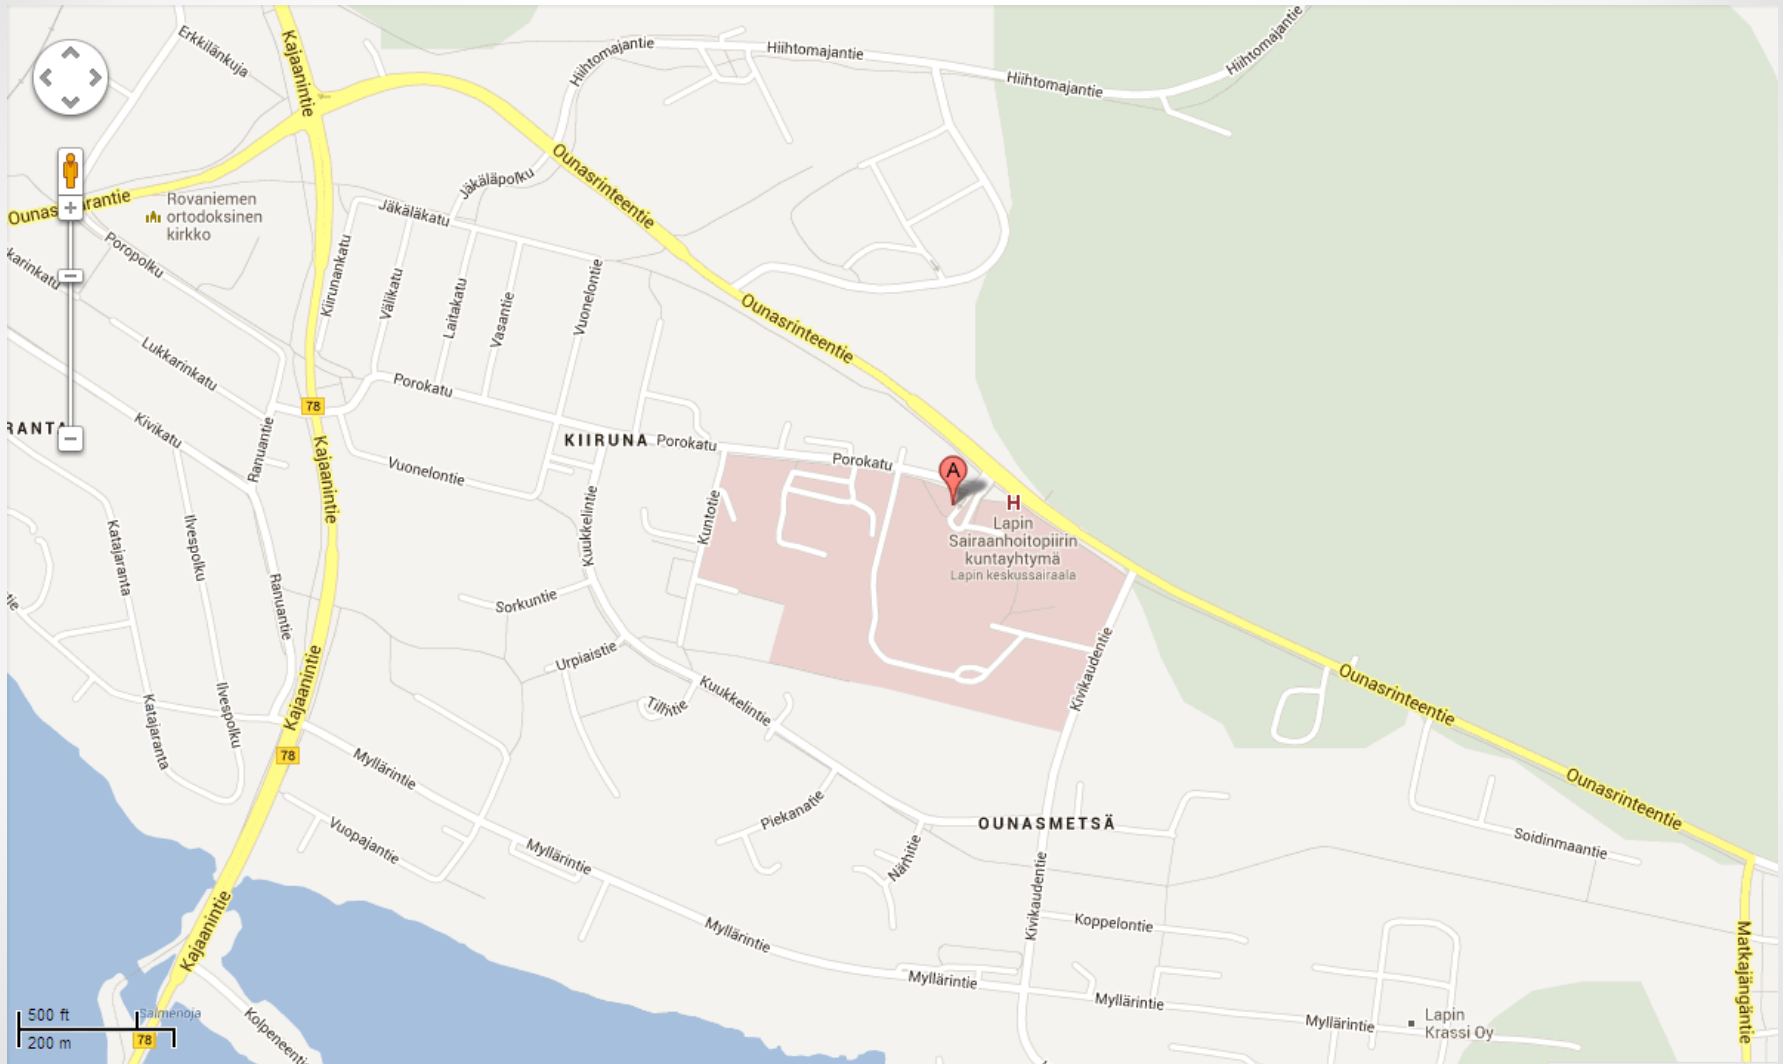 Erkkilänkuja
Kajaanintie
Hiihtomajantie
Hiihtomajantie
Hiihtomajantie
Hiihtomajantie
Ounasrinteentie
Jäkäläpolku
Rovaniemen
ortodoksinen
kirkko
Jäkäläkatu
Poropolku
Kiirunankatu
Välikatu
Laitakatu
Vasantie
Vuonelontie
Ounasrinteentie
Lukkarinkatu
Porokatu
78
Kivikatu
Ranuantie
KIIRUNA
Porokatu
Porokatu
A
Vuonelontie
Kajaanintie
Kuukkelintie
Kuntotie
H
Lapin
Sairaanhoitopiirin
kuntayhtymä
Lapin keskussairaala
Katajaranta
Ilvespolku
Ranuantie
Sorkuntie
Urpiaistie
Kivikaudentie
Kajaanintie
Ounasrinteentie
Katajaranta
Ilvespolku
Tilhitie
Kuukkelintie
78
Myllärintie
Ounasrinteentie
Piekanatie
OUNASMETSÄ
Vuopajantie
Myllärintie
Närhitie
Soidinmaantie
Kivikaudentie
Kajaanintie
Myllärintie
Koppelontie
Matkajängäntie
Myllärintie
Myllärintie
Myllärintie
Lapin
Krassi Oy
500 ft
200 m
Salmenoja
78
Kolpeneentie